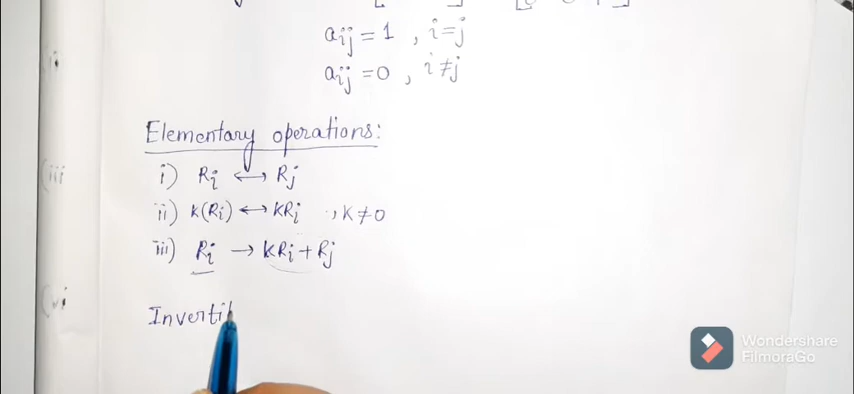 aij = 1 , i=j
aij = 0 , i≠j
Elementary operations:
i) Ri ↔ Rj
ii) k(Ri) ↔ kRi , k≠0
iii) Ri → kRi + Rj
Inverti
Wondershare
FilmoraGo